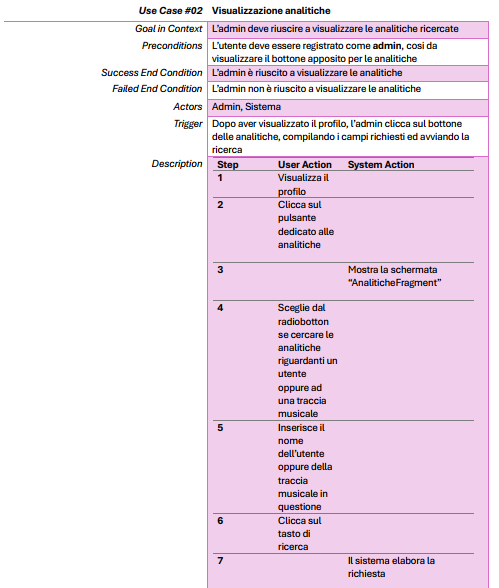 Use Case #02 Visualizzazione analitiche
Goal in Context L'admin deve riuscire a visualizzare le analitiche ricercate
Preconditions L'utente deve essere registrato come admin, cosi da
visualizzare il bottone apposito per le analitiche
Success End Condition L'admin è riuscito a visualizzare le analitiche
Failed End Condition L'admin non è riuscito a visualizzare le analitiche
Actors Admin, Sistema
Trigger Dopo aver visualizzato il profilo, l'admin clicca sul bottone
delle analitiche, compilando i campi richiesti ed avviando la
ricerca
Description Step User Action System Action
1 Visualizza il
profilo
2 Clicca sul
pulsante
dedicato alle
analitiche
3 Mostra la schermata
“AnaliticheFragment”
4 Sceglie dal
radiobotton
se cercare le
analitiche
riguardanti un
utente
oppure ad
una traccia
musicale
5 Inserisce il
nome
dell'utente
oppure della
traccia
musicale in
questione
6 Clicca sul
tasto di
ricerca
7 Il sistema elabora la
richiesta